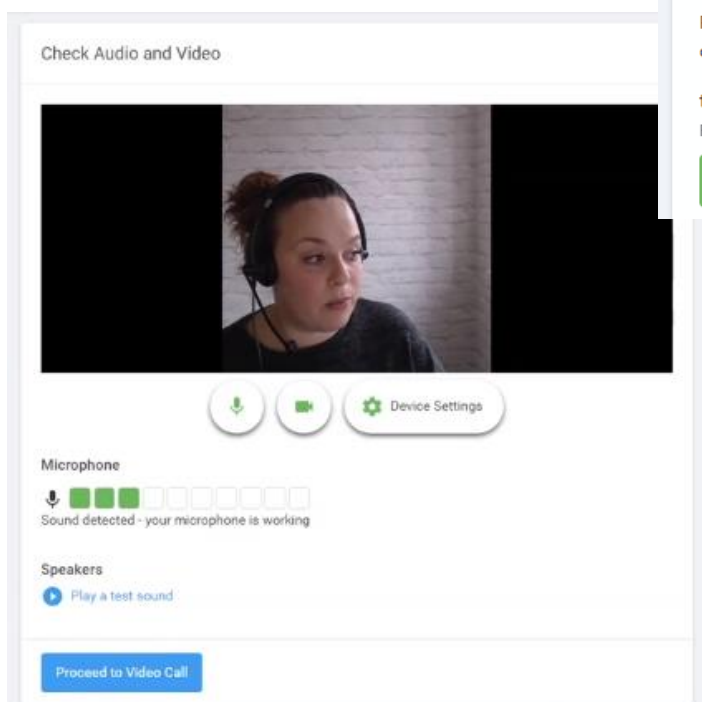 Check Audio and Video
Device Settings
Microphone
Sound detected - your microphone is working
Speakers
Play a test sound
Proceed to Video Call